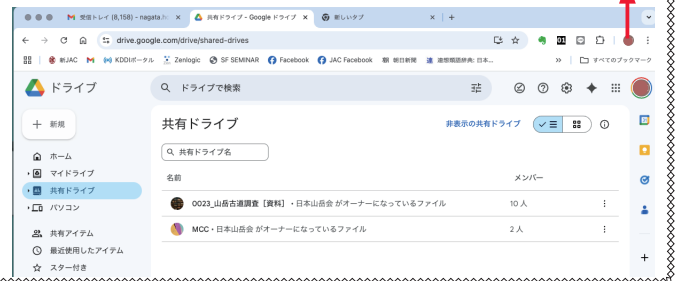 受信トレイ (8,158) - nagata.h
共有ドライブ - Google ドライブ
新しいタブ
drive.google.com/drive/shared-drives
新JAC
KDDIポータル
Zenlogic
SF SEMINAR
Facebook
JAC Facebook
朝日新聞
連想類語辞典: 日本...
すべてのブックマーク
ドライブ
ドライブで検索
新規
共有ドライブ
非表示の共有ドライブ
共有ドライブ名
ホーム
マイドライブ
共有ドライブ
パソコン
共有アイテム
最近使用したアイテム
スター付き
名前
メンバー
0023_山岳古道調査［資料］・日本山岳会 がオーナーになっているファイル
10 人
MCC・日本山岳会 がオーナーになっているファイル
2 人